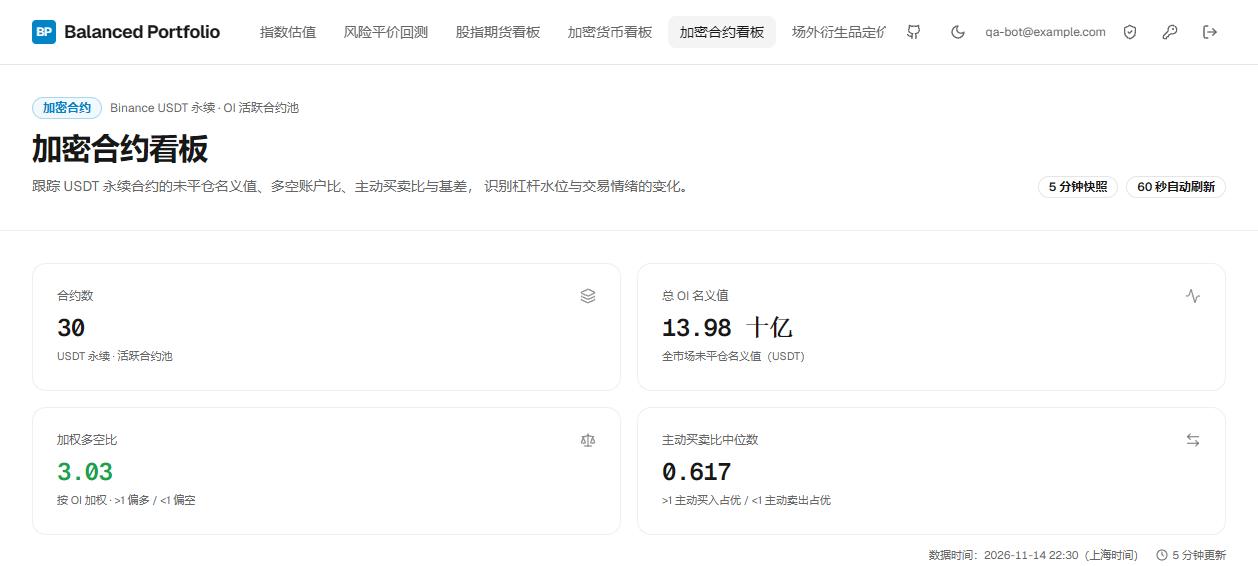 BP Balanced Portfolio 指数估值 风险平价回测 股指期货看板 加密货币看板 加密合约看板 场外衍生品定价 qa-bot@example.com
加密合约 Binance USDT 永续 · OI 活跃合约池
加密合约看板
跟踪 USDT 永续合约的未平仓名义值、多空账户比、主动买卖比与基差， 识别杠杆水位与交易情绪的变化。
5 分钟快照 60 秒自动刷新
合约数
30
USDT 永续 · 活跃合约池
总 OI 名义值
13.98 十亿
全市场未平仓名义值（USDT）
加权多空比
3.03
按 OI 加权 · >1 偏多 / <1 偏空
主动买卖比中位数
0.617
>1 主动买入占优 / <1 主动卖出占优
数据时间：2026-11-14 22:30（上海时间） 5 分钟更新